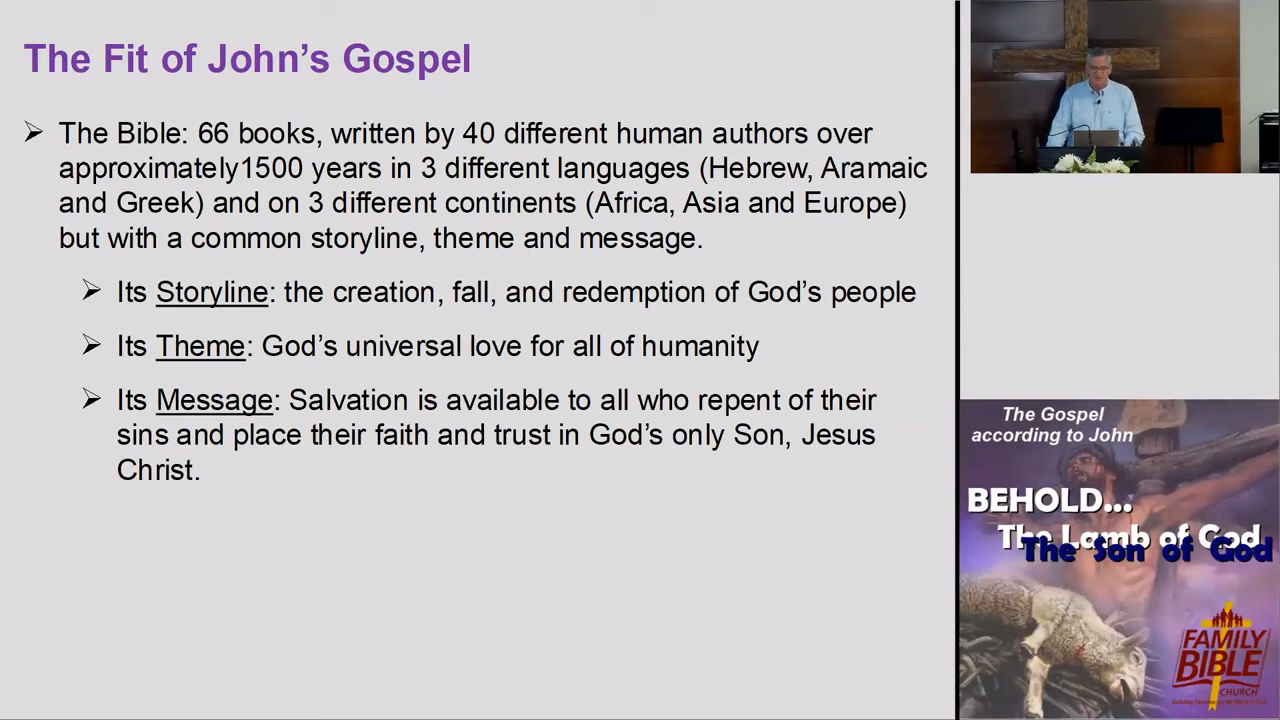 The Fit of John’s Gospel
➢ The Bible: 66 books, written by 40 different human authors over
approximately1500 years in 3 different languages (Hebrew, Aramaic
and Greek) and on 3 different continents (Africa, Asia and Europe)
but with a common storyline, theme and message.
➢ Its Storyline: the creation, fall, and redemption of God’s people
➢ Its Theme: God’s universal love for all of humanity
➢ Its Message: Salvation is available to all who repent of their
sins and place their faith and trust in God’s only Son, Jesus
Christ.
The Gospel
according to John
BEHOLD...
The Lamb of God
The Son of God
FAMILY
BIBLE
CHURCH